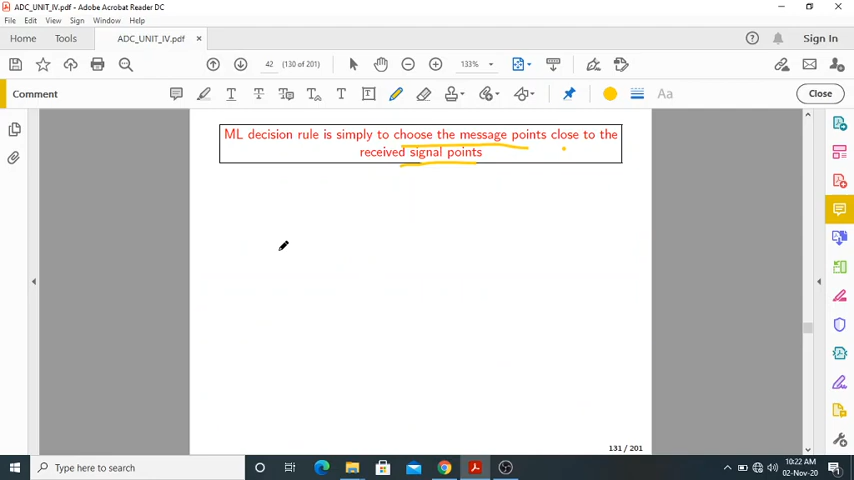 ADC_UNIT_IV.pdf - Adobe Acrobat Reader DC
File Edit View Sign Window Help
Home Tools ADC_UNIT_IV.pdf × Sign In
42 (130 of 201) 133%
Comment Aa Close
ML decision rule is simply to choose the message points close to the
received signal points
131 / 201
Type here to search
10:22 AM
02-Nov-20